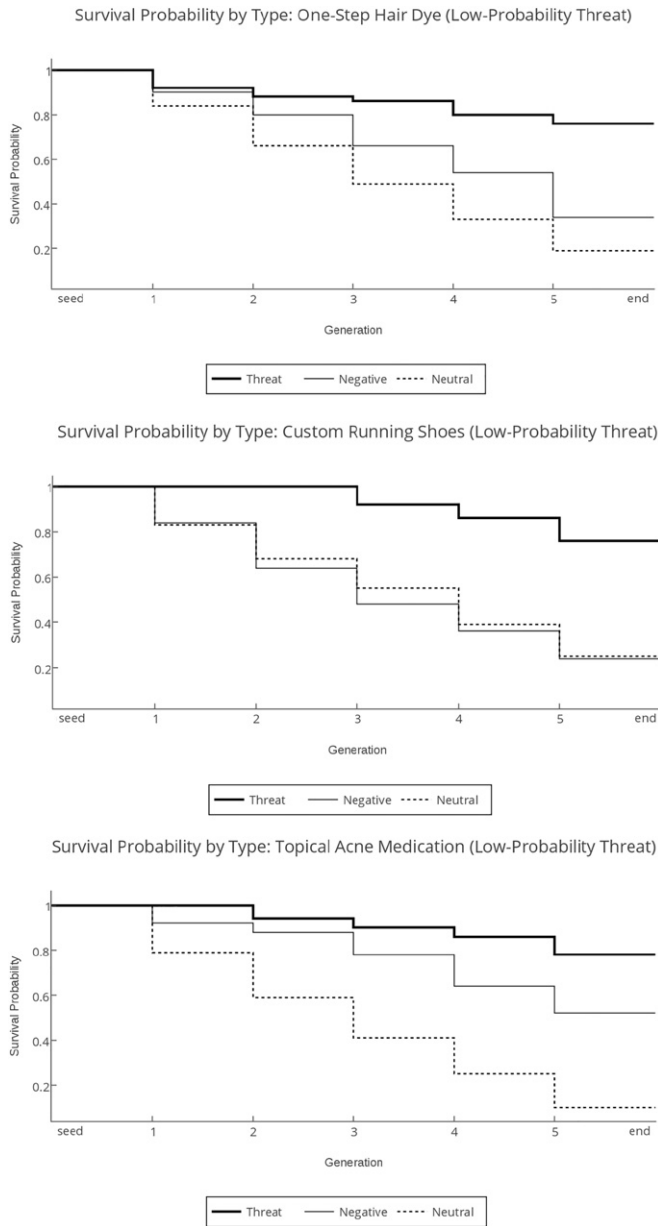 Survival Probability by Type: One-Step Hair Dye (Low-Probability Threat)
Survival Probability
1
0.8
0.6
0.4
0.2
seed 1 2 3 4 5 end
Generation
Threat Negative Neutral
Survival Probability by Type: Custom Running Shoes (Low-Probability Threat)
Survival Probability
1
0.8
0.6
0.4
0.2
seed 1 2 3 4 5 end
Generation
Threat Negative Neutral
Survival Probability by Type: Topical Acne Medication (Low-Probability Threat)
Survival Probability
1
0.8
0.6
0.4
0.2
seed 1 2 3 4 5 end
Generation
Threat Negative Neutral